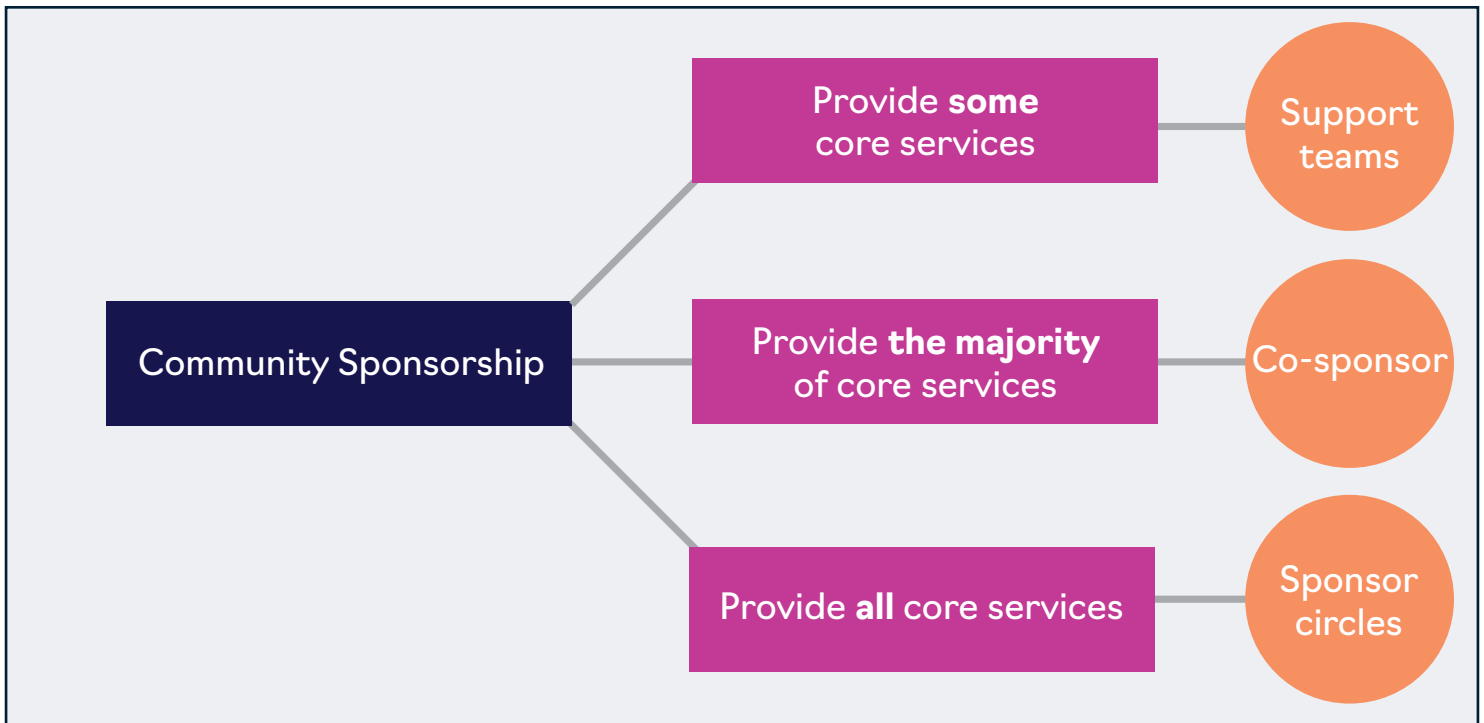 Provide some
core services
Support
teams
Community Sponsorship
Provide the majority
of core services
Co-sponsor
Provide all core services
Sponsor
circles